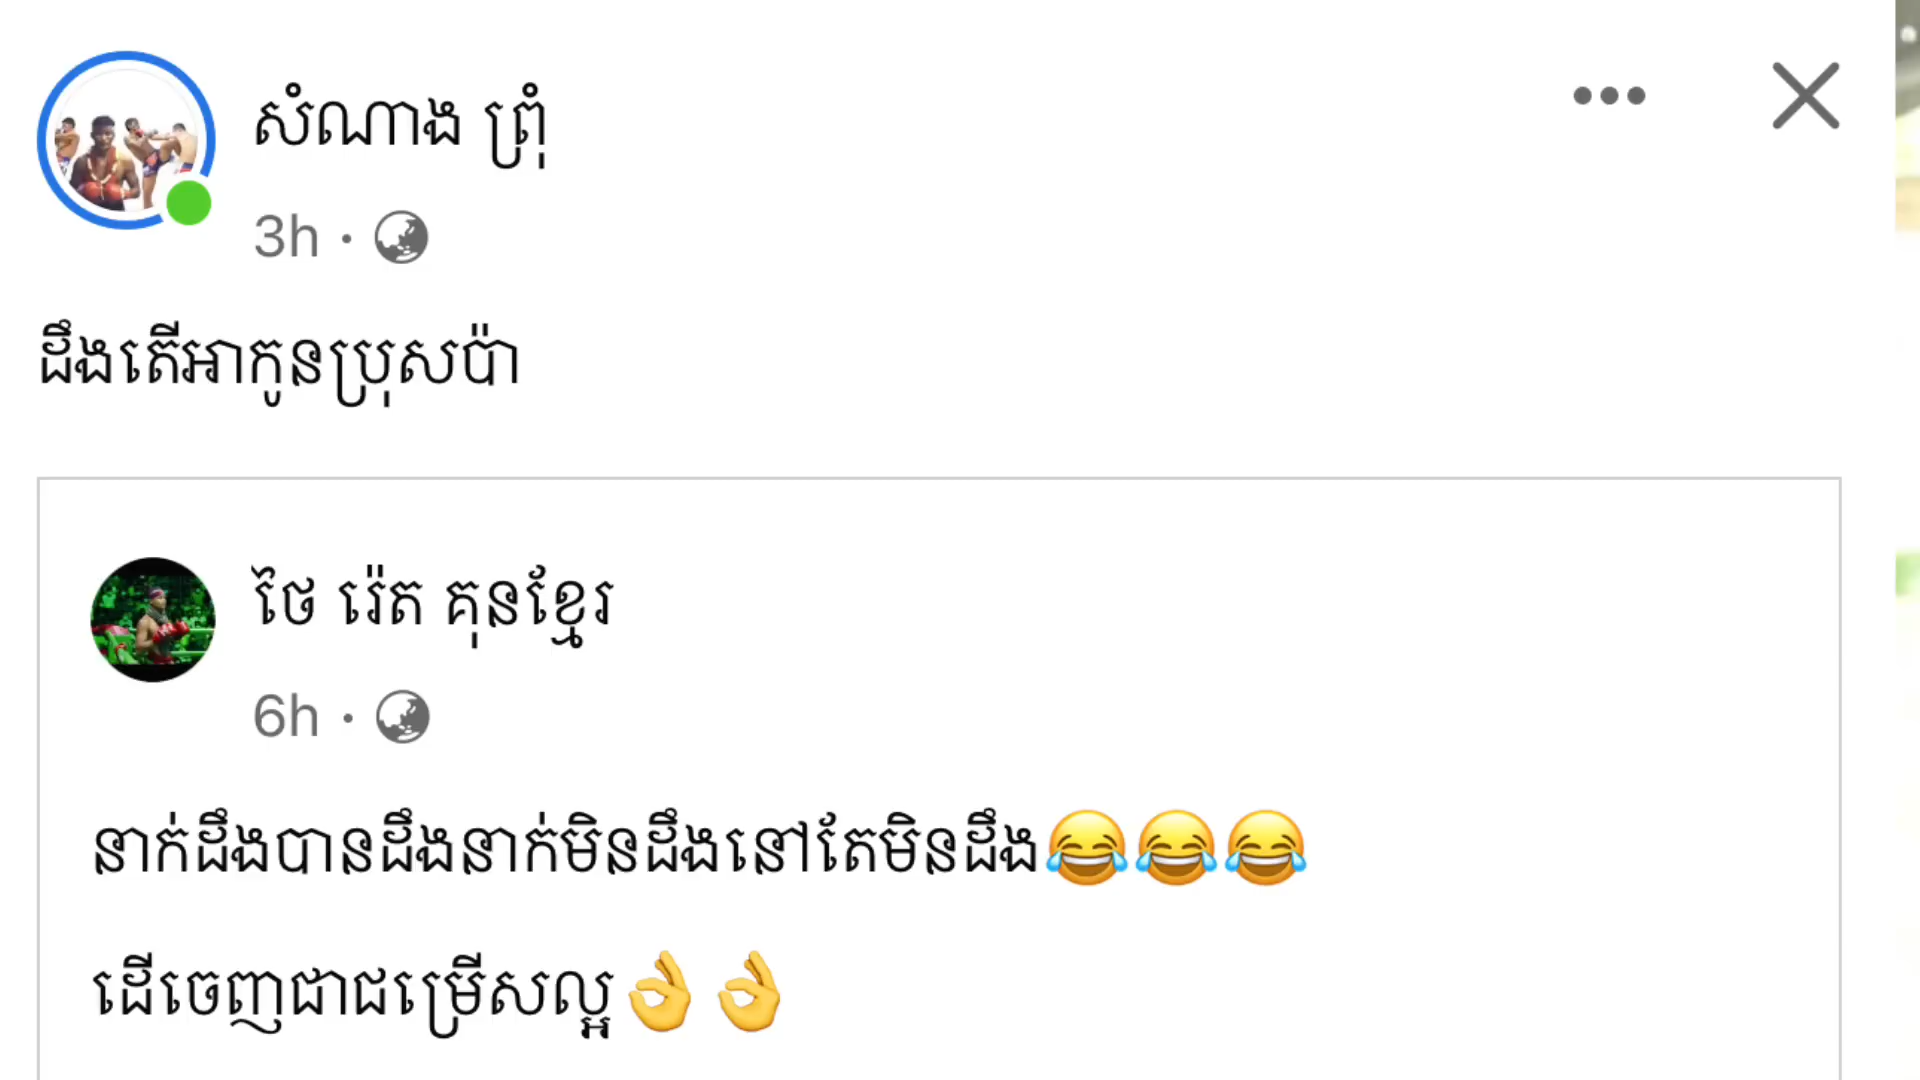 សំណាង ព្រុំ
3h ·
ដឹងតើអាកូនប្រុសប៉ា
ថៃ រ៉េត គុនខ្មែរ
6h ·
នាក់ដឹងបានដឹងនាក់មិនដឹងនៅតែមិនដឹង😂😂😂
ដើចេញជាជម្រើសល្អ👌👌